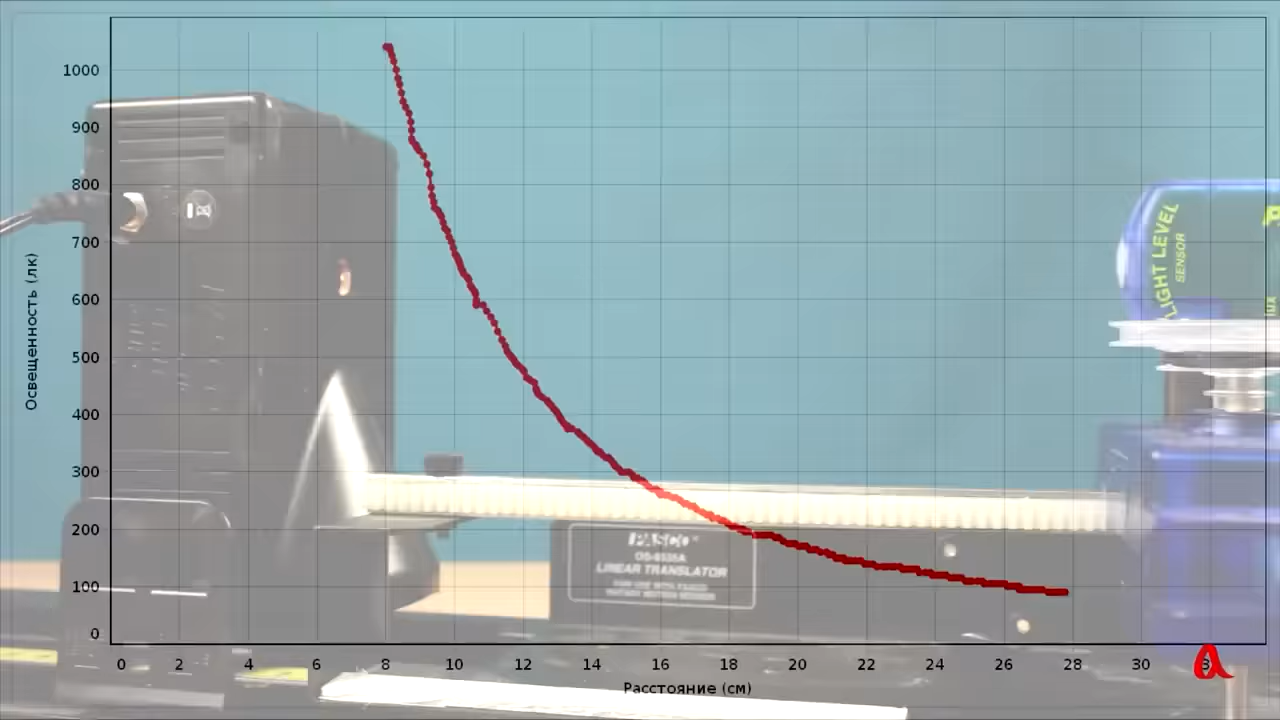 Освещенность (лк)
1000
900
800
700
600
500
400
300
200
100
0
0 2 4 6 8 10 12 14 16 18 20 22 24 26 28 30
Расстояние (см)
LIGHT LEVEL
SENSOR
PASCO
OS-8535A
LINEAR TRANSLATOR